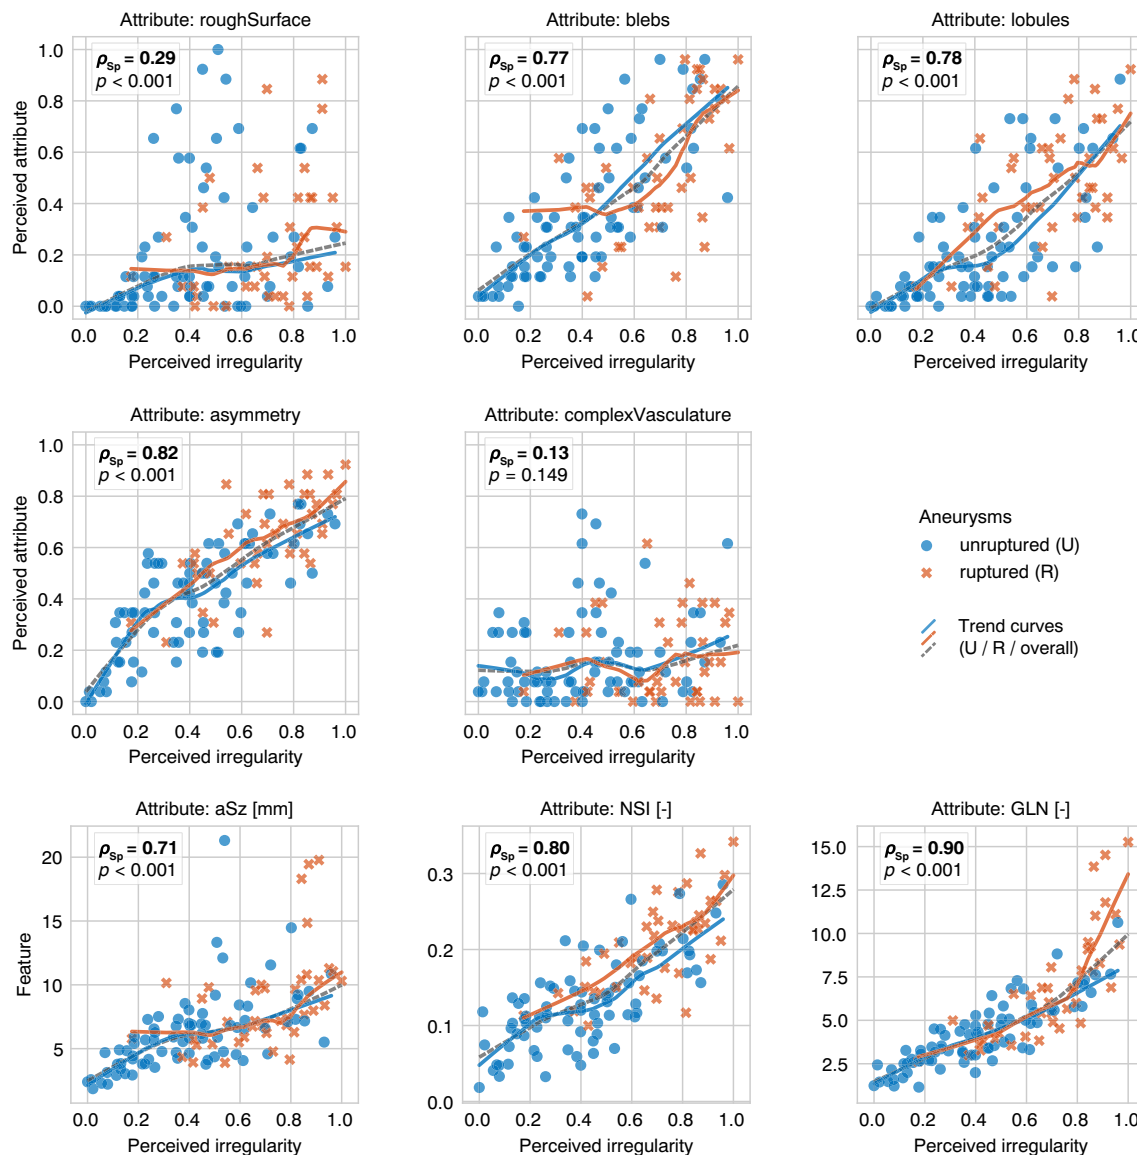 Attribute: roughSurface
ρSp = 0.29
p < 0.001
1.0
0.8
0.6
0.4
0.2
0.0
Perceived attribute
0.0 0.2 0.4 0.6 0.8 1.0
Perceived irregularity
Attribute: blebs
ρSp = 0.77
p < 0.001
0.0 0.2 0.4 0.6 0.8 1.0
Perceived irregularity
Attribute: lobules
ρSp = 0.78
p < 0.001
0.0 0.2 0.4 0.6 0.8 1.0
Perceived irregularity
Attribute: asymmetry
ρSp = 0.82
p < 0.001
1.0
0.8
0.6
0.4
0.2
0.0
Perceived attribute
0.0 0.2 0.4 0.6 0.8 1.0
Perceived irregularity
Attribute: complexVasculature
ρSp = 0.13
p = 0.149
0.0 0.2 0.4 0.6 0.8 1.0
Perceived irregularity
Aneurysms
unruptured (U)
ruptured (R)
Trend curves
(U / R / overall)
Attribute: aSz [mm]
ρSp = 0.71
p < 0.001
20
15
10
5
Feature
0.0 0.2 0.4 0.6 0.8 1.0
Perceived irregularity
Attribute: NSI [-]
ρSp = 0.80
p < 0.001
0.3
0.2
0.1
0.0
0.0 0.2 0.4 0.6 0.8 1.0
Perceived irregularity
Attribute: GLN [-]
ρSp = 0.90
p < 0.001
15.0
12.5
10.0
7.5
5.0
2.5
0.0 0.2 0.4 0.6 0.8 1.0
Perceived irregularity